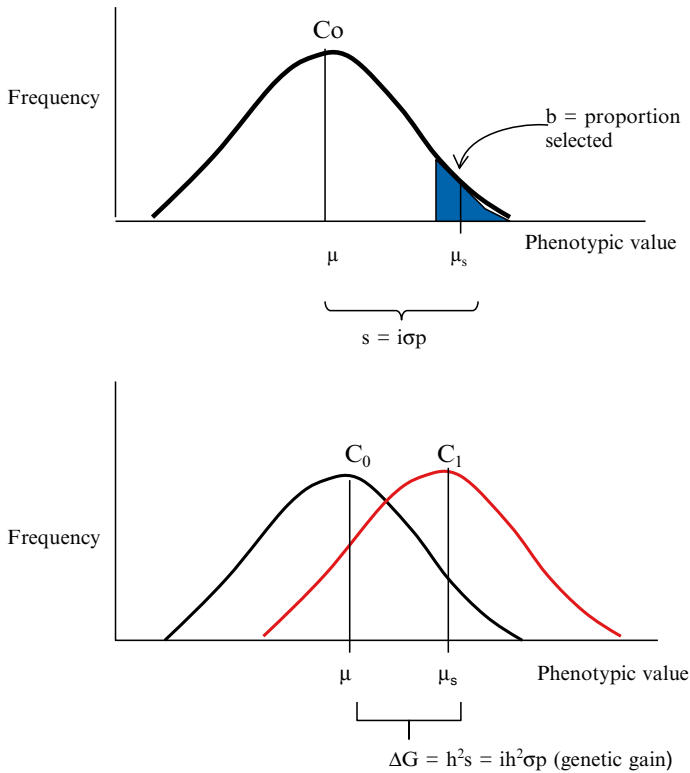 Co
Frequency
b = proportion
selected
Phenotypic value
μ
μₛ
s = iσp
C₀
C₁
Frequency
μ
μₛ
Phenotypic value
ΔG = h²s = ih²σp (genetic gain)